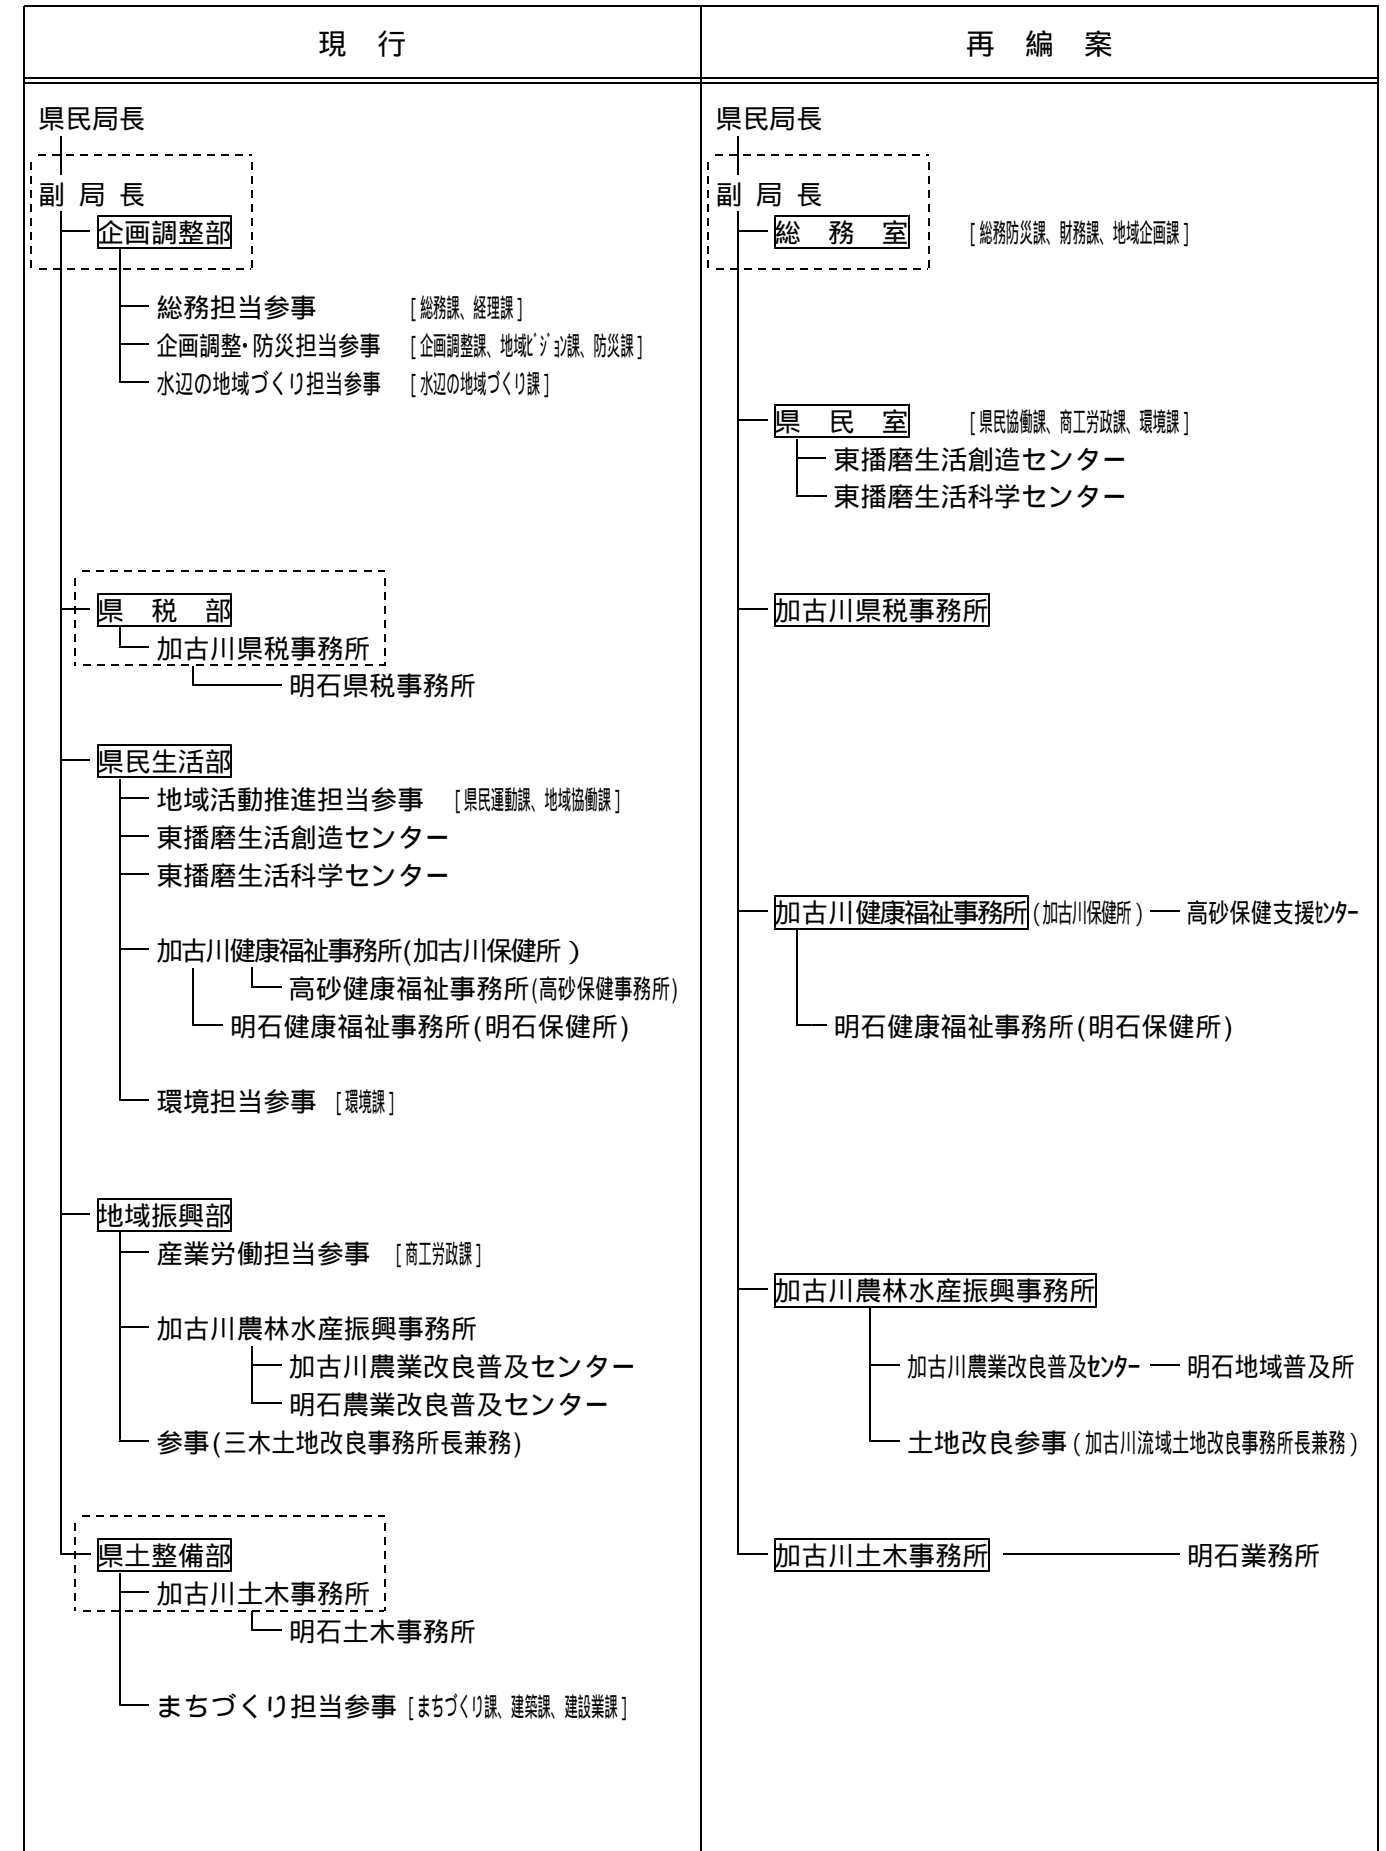 現 行
県民局長
副 局 長
企画調整部
総務担当参事 [総務課、経理課]
企画調整・防災担当参事 [企画調整課、地域ﾋﾞｼﾞｮﾝ課、防災課]
水辺の地域づくり担当参事 [水辺の地域づくり課]
県 税 部
加古川県税事務所
明石県税事務所
県民生活部
地域活動推進担当参事 [県民運動課、地域協働課]
東播磨生活創造センター
東播磨生活科学センター
加古川健康福祉事務所(加古川保健所)
高砂健康福祉事務所(高砂保健事務所)
明石健康福祉事務所(明石保健所)
環境担当参事 [環境課]
地域振興部
産業労働担当参事 [商工労政課]
加古川農林水産振興事務所
加古川農業改良普及センター
明石農業改良普及センター
参事(三木土地改良事務所長兼務)
県土整備部
加古川土木事務所
明石土木事務所
まちづくり担当参事 [まちづくり課、建築課、建設業課]
再 編 案
県民局長
副 局 長
総 務 室 [総務防災課、財務課、地域企画課]
県 民 室 [県民協働課、商工労政課、環境課]
東播磨生活創造センター
東播磨生活科学センター
加古川県税事務所
加古川健康福祉事務所(加古川保健所) 高砂保健支援ｾﾝﾀｰ
明石健康福祉事務所(明石保健所)
加古川農林水産振興事務所
加古川農業改良普及ｾﾝﾀｰ 明石地域普及所
土地改良参事(加古川流域土地改良事務所長兼務)
加古川土木事務所 明石業務所